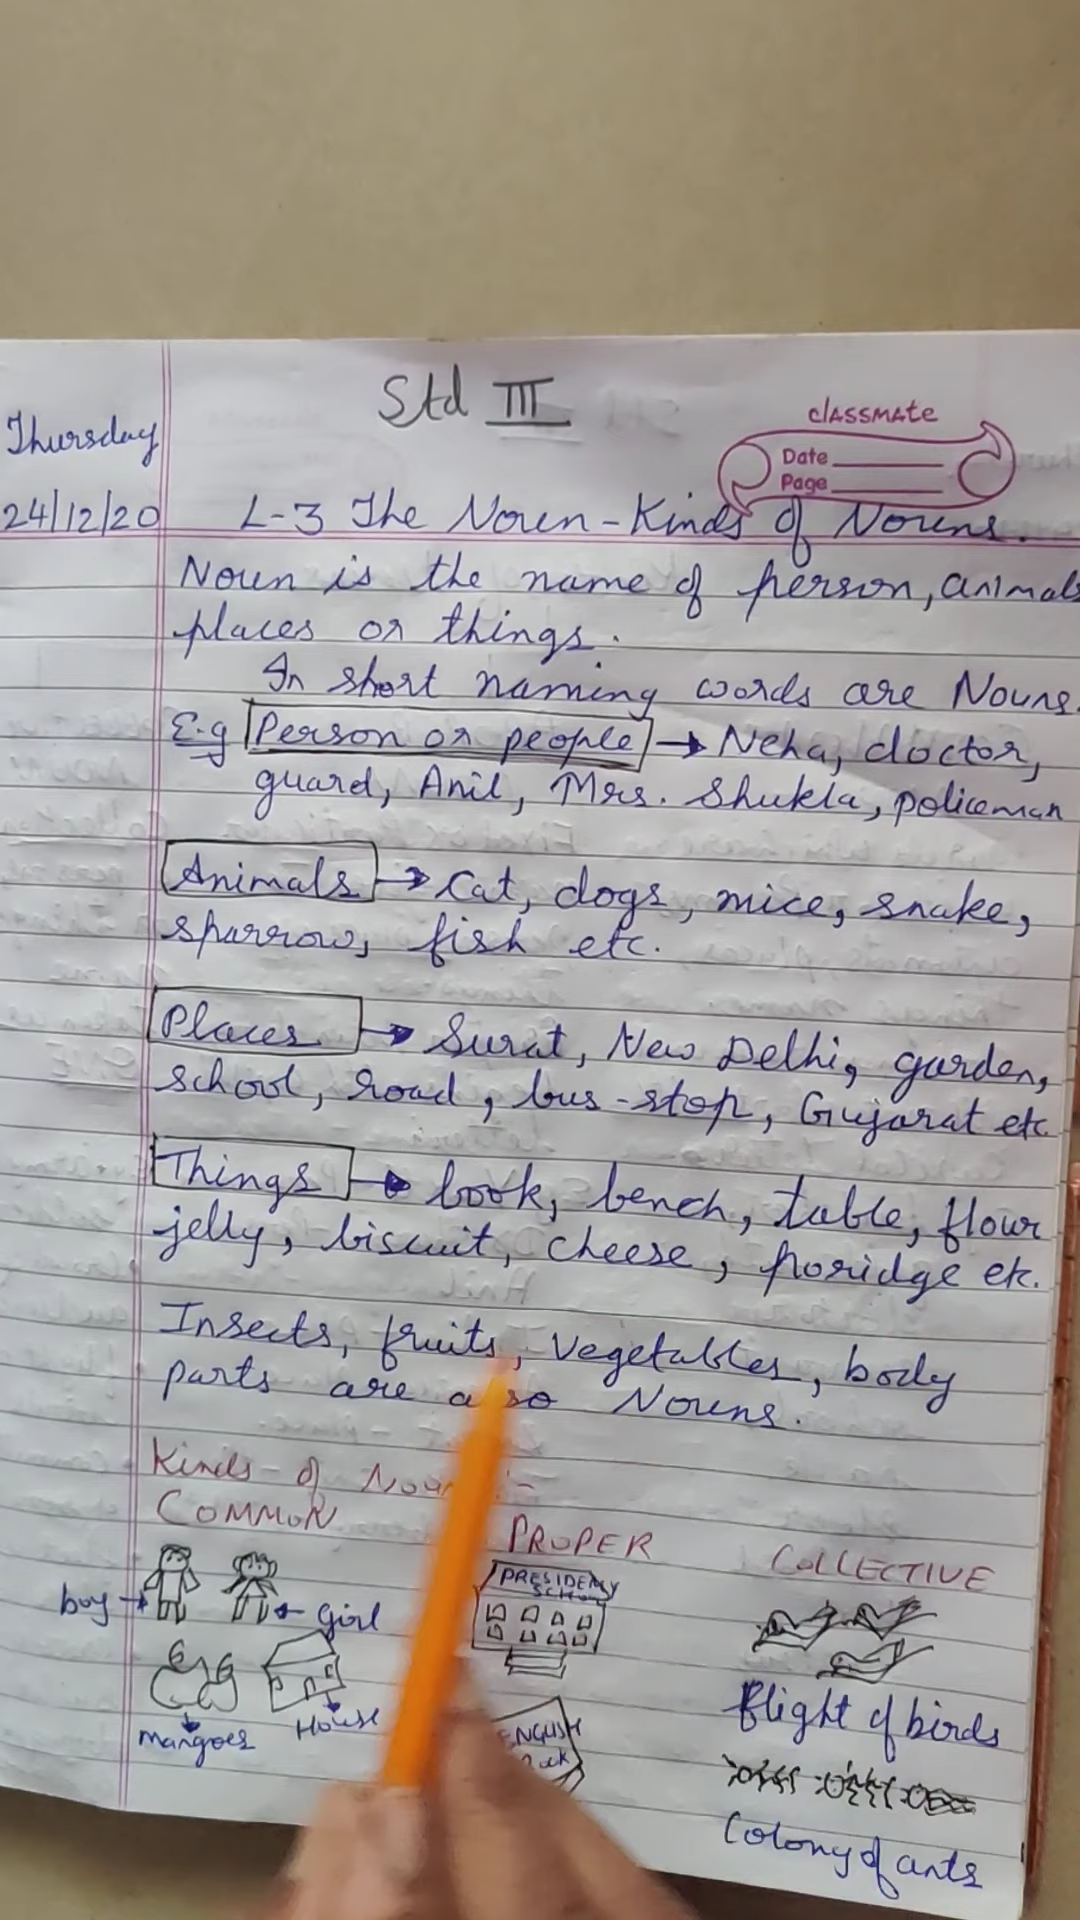 Std III
classmate
Date
Page
Thursday
24/12/20
L-3 The Noun-Kinds of Nouns.
Noun is the name of person, animals
places or things.
In short naming words are Nouns.
E.g Person or people → Neha, doctor,
guard, Anil, Mrs. Shukla, policeman
Animals → Cat, dogs, mice, snake,
sparrow, fish etc.
Places → Surat, New Delhi, garden,
school, road, bus-stop, Gujarat etc
Things → book, bench, table, flour
jelly, biscuit, cheese, poridge etc.
Insects, fruits, vegetables, body
parts are also Nouns.
Kinds of Noun :-
COMMON
PROPER
COLLECTIVE
boy
girl
mangoes
House
PRESIDENCY
SCHOOL
ENGLISH
flight of birds
Colony of ants